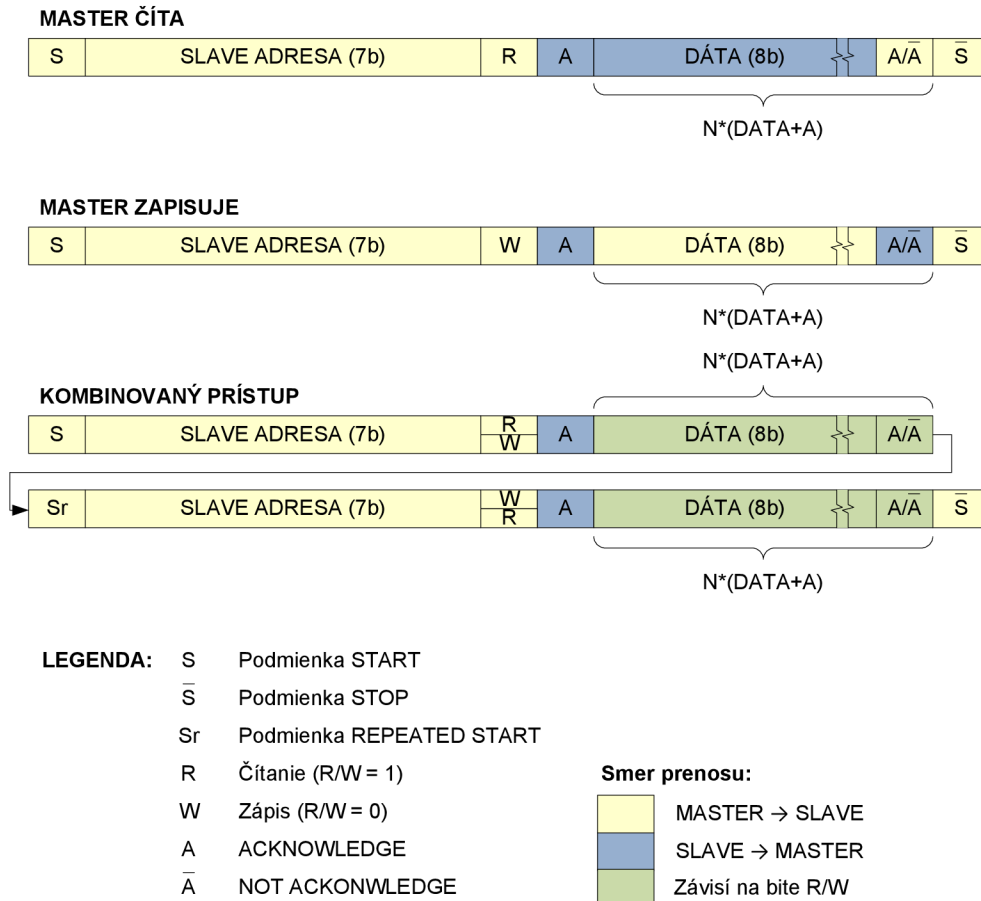 MASTER ČÍTA
S SLAVE ADRESA (7b) R A DÁTA (8b) A/A̅ S̅
N*(DATA+A)
MASTER ZAPISUJE
S SLAVE ADRESA (7b) W A DÁTA (8b) A/A̅ S̅
N*(DATA+A)
N*(DATA+A)
KOMBINOVANÝ PRÍSTUP
S SLAVE ADRESA (7b) R W A DÁTA (8b) A/A̅
Sr SLAVE ADRESA (7b) W R A DÁTA (8b) A/A̅ S̅
N*(DATA+A)
LEGENDA: S Podmienka START
S̅ Podmienka STOP
Sr Podmienka REPEATED START
R Čítanie (R/W = 1)
W Zápis (R/W = 0)
A ACKNOWLEDGE
A̅ NOT ACKONWLEDGE
Smer prenosu:
MASTER → SLAVE
SLAVE → MASTER
Závisí na bite R/W